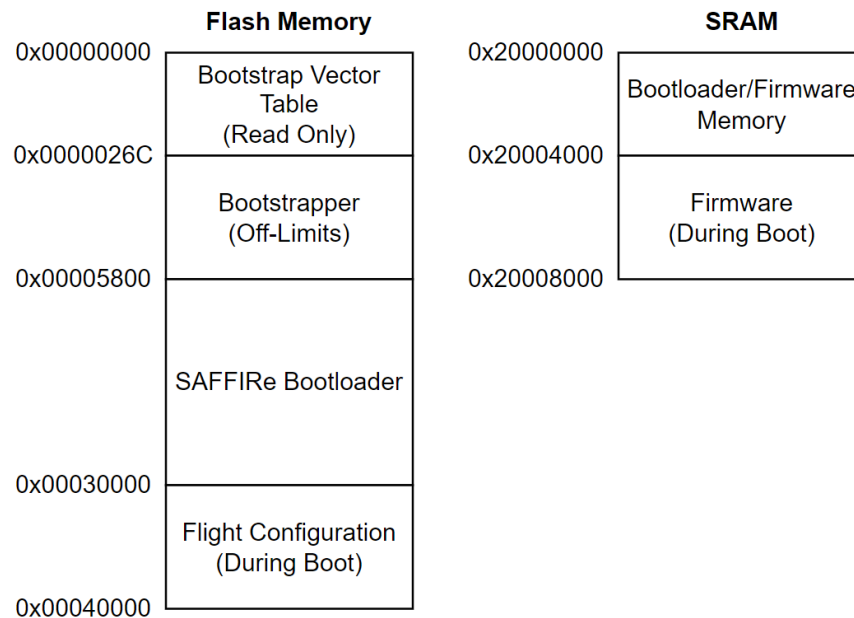 Flash Memory
0x00000000
Bootstrap Vector
Table
(Read Only)
0x0000026C
Bootstrapper
(Off-Limits)
0x00005800
SAFFIRe Bootloader
0x00030000
Flight Configuration
(During Boot)
0x00040000
SRAM
0x20000000
Bootloader/Firmware
Memory
0x20004000
Firmware
(During Boot)
0x20008000